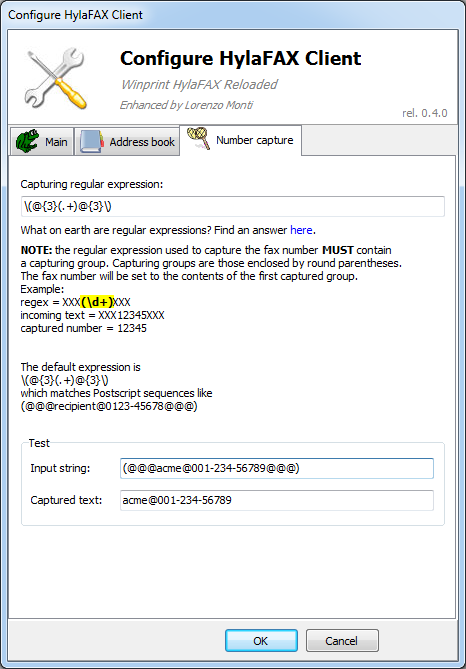 Configure HylaFAX Client
Configure HylaFAX Client
Winprint HylaFAX Reloaded
Enhanced by Lorenzo Monti
rel. 0.4.0
Main
Address book
Number capture
Capturing regular expression:
\(@{3}(.+)@{3}\)
What on earth are regular expressions? Find an answer here.
NOTE: the regular expression used to capture the fax number MUST contain
a capturing group. Capturing groups are those enclosed by round parentheses.
The fax number will be set to the contents of the first captured group.
Example:
regex = XXX(\d+)XXX
incoming text = XXX12345XXX
captured number = 12345
The default expression is
\(@{3}(.+)@{3}\)
which matches Postscript sequences like
(@@@recipient@0123-45678@@@)
Test
Input string:
(@@@acme@001-234-56789@@@)
Captured text:
acme@001-234-56789
OK
Cancel